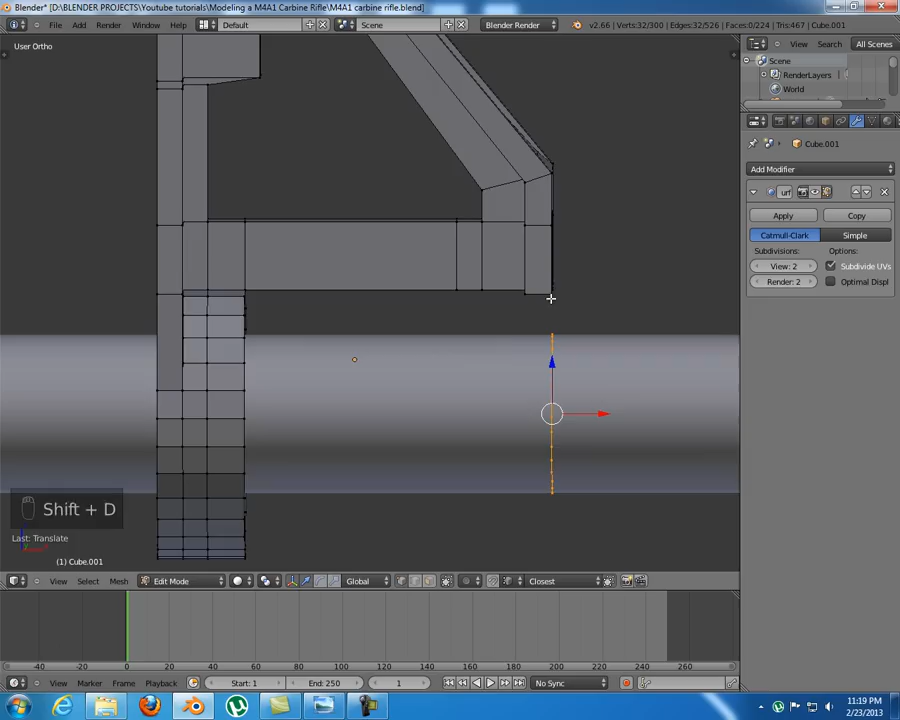 Blender* [D:\BLENDER PROJECTS\Youtube tutorials\Modeling a M4A1 Carbine Rifle\M4A1 carbine rifle.blend]
File Add Render Window Help Default Scene Blender Render v2.66 | Verts:32/300 | Edges:32/526 | Faces:0/224 | Tris:467 | Cube.001
User Ortho
View Search All Scenes
Scene
RenderLayers
World
Cube.001
Add Modifier
urf
Apply Copy
Catmull-Clark Simple
Subdivisions: Options:
View: 2 Subdivide UVs
Render: 2 Optimal Displ
Shift + D
Last: Translate
(1) Cube.001
View Select Mesh Edit Mode Global Closest
-40 -20 0 20 40 60 80 100 120 140 160 180 200 220 240 260
View Marker Frame Playback Start: 1 End: 250 1 No Sync
11:19 PM
2/23/2013